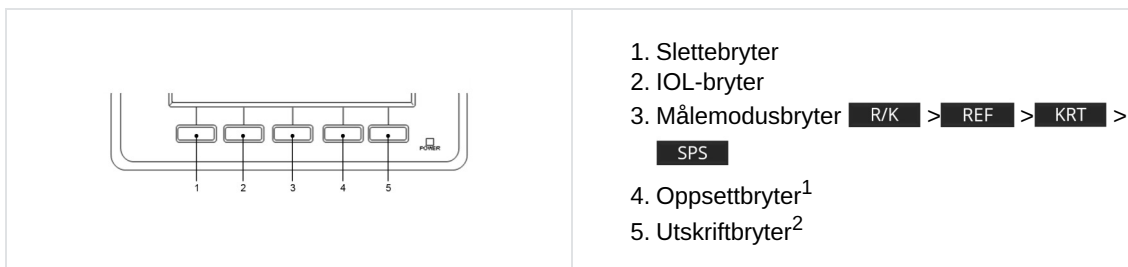 POWER
1 2 3 4 5
1. Slettebryter
2. IOL-bryter
3. Målemodusbryter R/K > REF > KRT >
SPS
4. Oppsettbryter1
5. Utskriftbryter2